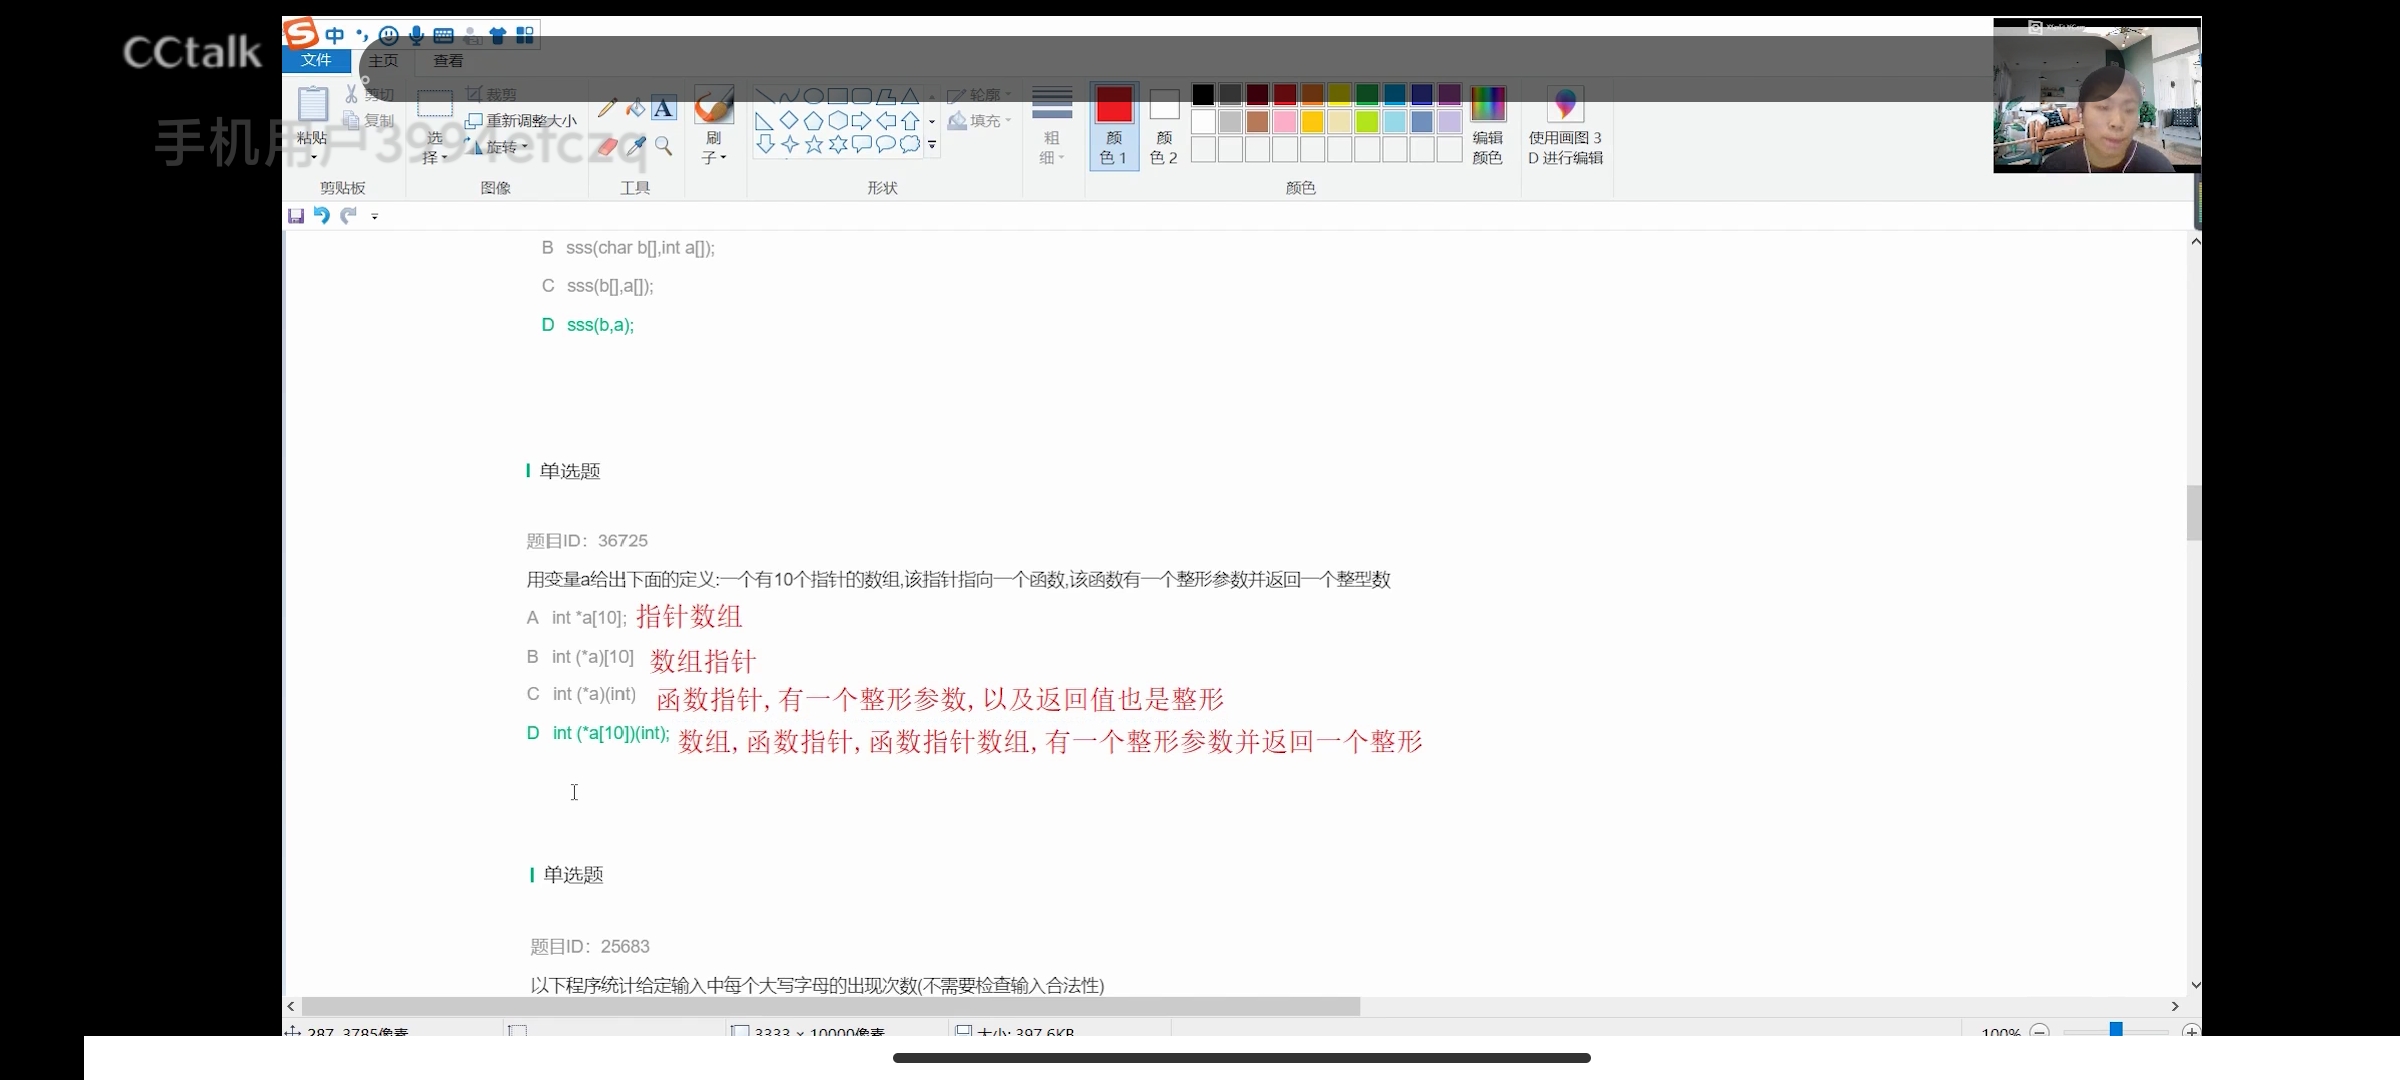 CCtalk
中
文件 主页 查看
剪切
复制
粘贴
剪贴板
裁剪
重新调整大小
旋转
选择
图像
A
工具
刷子
轮廓
填充
形状
粗细
颜色 1
颜色 2
颜色
编辑颜色
使用画图 3D 进行编辑
手机用户3994efczq
B sss(char b[],int a[]);
C sss(b[],a[]);
D sss(b,a);
单选题
题目ID：36725
用变量a给出下面的定义:一个有10个指针的数组,该指针指向一个函数,该函数有一个整形参数并返回一个整型数
A int *a[10]; 指针数组
B int (*a)[10] 数组指针
C int (*a)(int) 函数指针,有一个整形参数,以及返回值也是整形
D int (*a[10])(int); 数组,函数指针,函数指针数组,有一个整形参数并返回一个整形
单选题
题目ID：25683
以下程序统计给定输入中每个大写字母的出现次数(不需要检查输入合法性)
287, 3785像素 3333 × 10000像素 大小: 397.6KB 100%